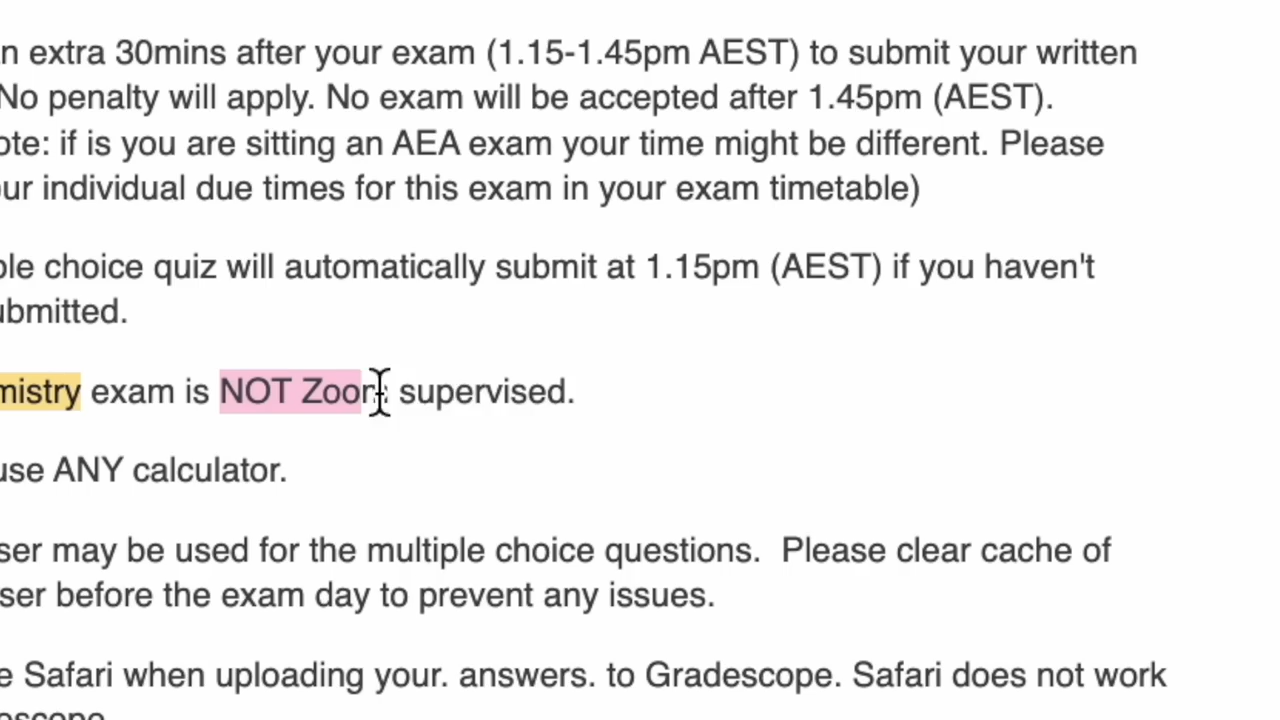 extra 30mins after your exam (1.15-1.45pm AEST) to submit your written
No penalty will apply. No exam will be accepted after 1.45pm (AEST).
ote: if is you are sitting an AEA exam your time might be different. Please
ur individual due times for this exam in your exam timetable)
ble choice quiz will automatically submit at 1.15pm (AEST) if you haven't
ubmitted.
mistry exam is NOT Zoom supervised.
use ANY calculator.
ser may be used for the multiple choice questions. Please clear cache of
ser before the exam day to prevent any issues.
e Safari when uploading your. answers. to Gradescope. Safari does not work